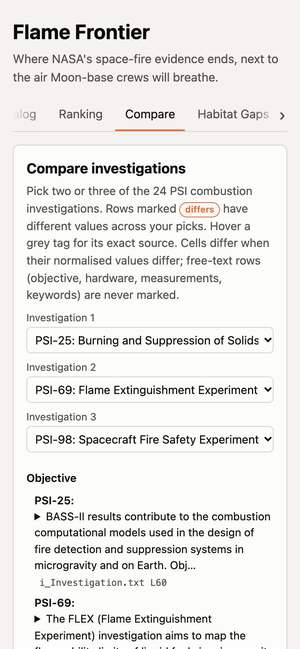 Flame Frontier
Where NASA's space-fire evidence ends, next to
the air Moon-base crews will breathe.
alog Ranking Compare Habitat Gaps ›
Compare investigations
Pick two or three of the 24 PSI combustion
investigations. Rows marked differs have
different values across your picks. Hover a
grey tag for its exact source. Cells differ when
their normalised values differ; free-text rows
(objective, hardware, measurements,
keywords) are never marked.
Investigation 1
PSI-25: Burning and Suppression of Solids
Investigation 2
PSI-69: Flame Extinguishment Experiment
Investigation 3
PSI-98: Spacecraft Fire Safety Experiment
Objective
PSI-25:
▶ BASS-II results contribute to the combustion
computational models used in the design of
fire detection and suppression systems in
microgravity and on Earth. Obj...
i_Investigation.txt L60
PSI-69:
▶ The FLEX (Flame Extinguishment
Experiment) investigation aims to map the